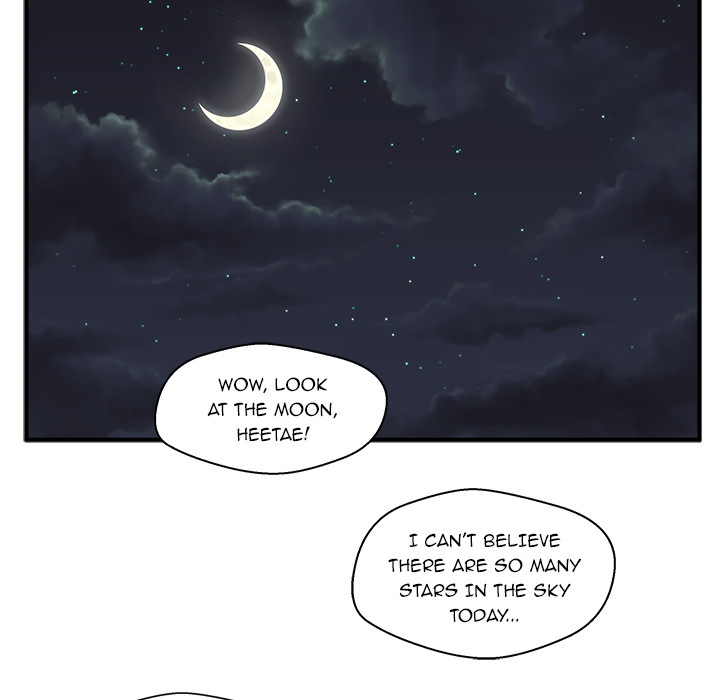 WOW, LOOK
AT THE MOON,
HEETAE!
I CAN'T BELIEVE
THERE ARE SO MANY
STARS IN THE SKY
TODAY...